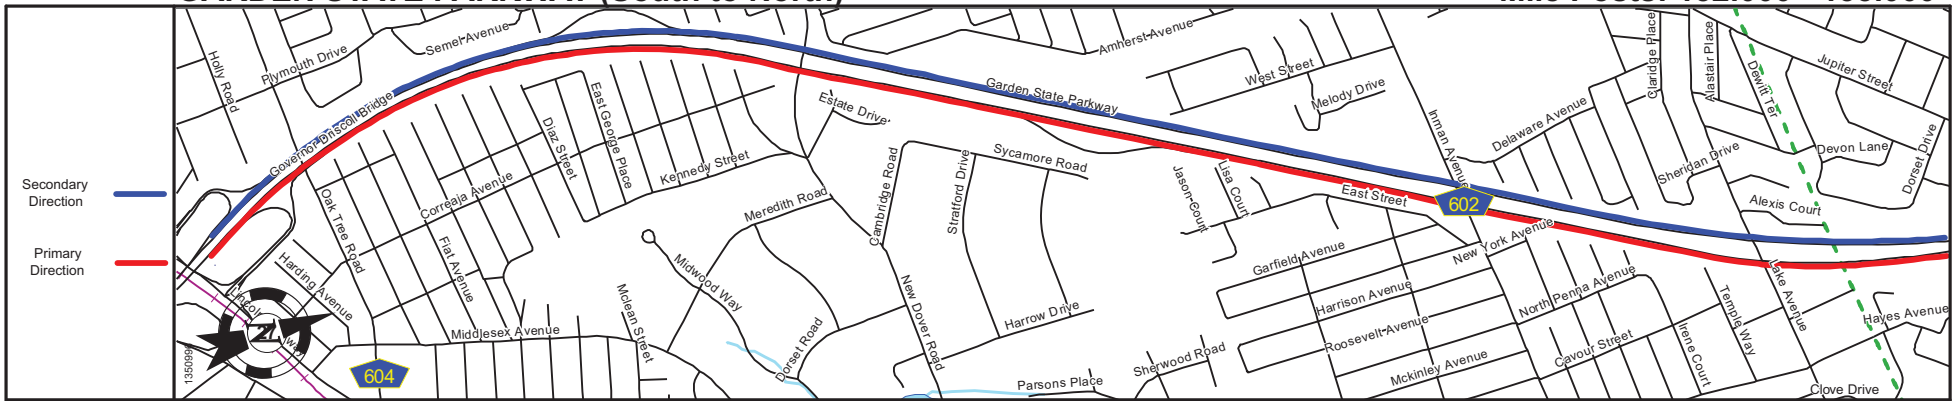 Secondary
Direction
Primary
Direction
Holly Road
Plymouth Drive
Semel Avenue
Governor Driscoll Bridge
Amherst Avenue
Garden State Parkway
West Street
Melody Drive
Inman Avenue
Delaware Avenue
Claridge Place
Alastair Place
Dewitt Ter
Jupiter Street
Devon Lane
Dorset Drive
Sheridan Drive
Alexis Court
East George Place
Diaz Street
Estate Drive
Kennedy Street
Correaja Avenue
Oak Tree Road
Fiat Avenue
Harding Avenue
Meredith Road
Cambridge Road
Stratford Drive
Sycamore Road
Jason Court
Lisa Court
East Street
602
New York Avenue
Garfield Avenue
Harrison Avenue
Roosevelt Avenue
Mckinley Avenue
North Penna Avenue
Cavour Street
Irene Court
Temple Way
Lake Avenue
Hayes Avenue
Clove Drive
Midwood Way
Mclean Street
Middlesex Avenue
Dorset Road
New Dover Road
Harrow Drive
Sherwood Road
Parsons Place
604
27